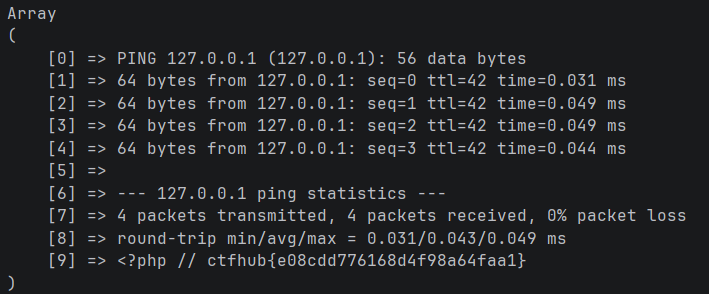 Array
(
    [0] => PING 127.0.0.1 (127.0.0.1): 56 data bytes
    [1] => 64 bytes from 127.0.0.1: seq=0 ttl=42 time=0.031 ms
    [2] => 64 bytes from 127.0.0.1: seq=1 ttl=42 time=0.049 ms
    [3] => 64 bytes from 127.0.0.1: seq=2 ttl=42 time=0.049 ms
    [4] => 64 bytes from 127.0.0.1: seq=3 ttl=42 time=0.044 ms
    [5] =>
    [6] => --- 127.0.0.1 ping statistics ---
    [7] => 4 packets transmitted, 4 packets received, 0% packet loss
    [8] => round-trip min/avg/max = 0.031/0.043/0.049 ms
    [9] => <?php // ctfhub{e08cdd776168d4f98a64faa1}
)